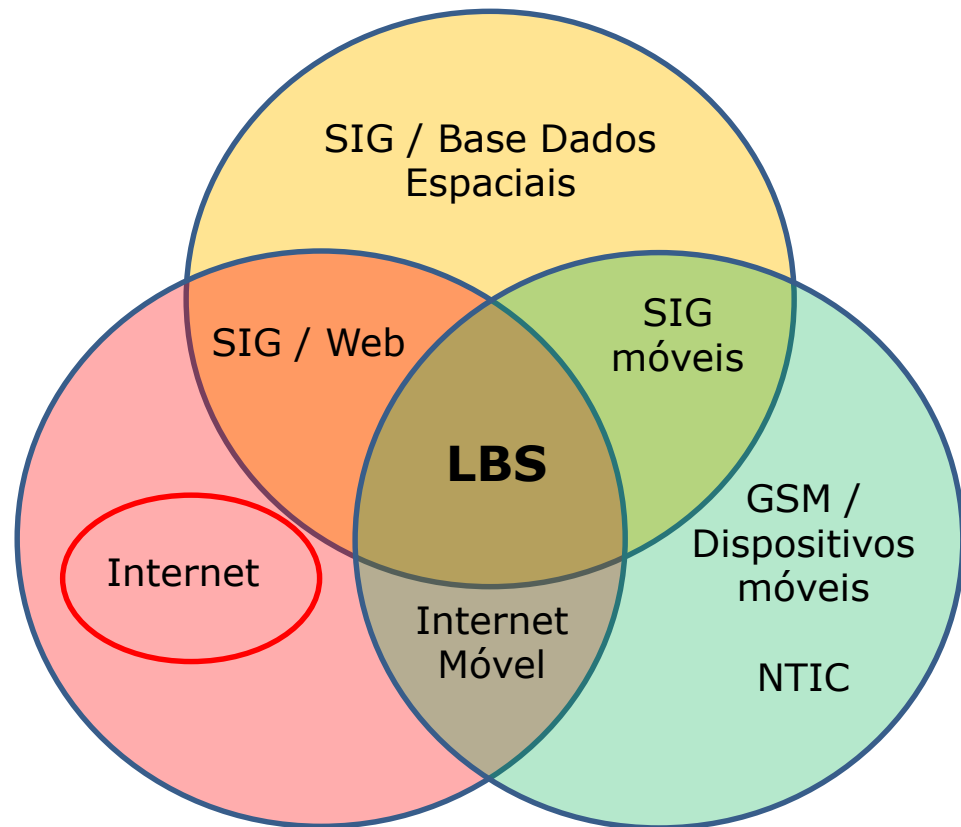 SIG / Base Dados
Espaciais
SIG / Web
SIG
móveis
LBS
GSM /
Dispositivos
móveis
Internet
Internet
Móvel
NTIC